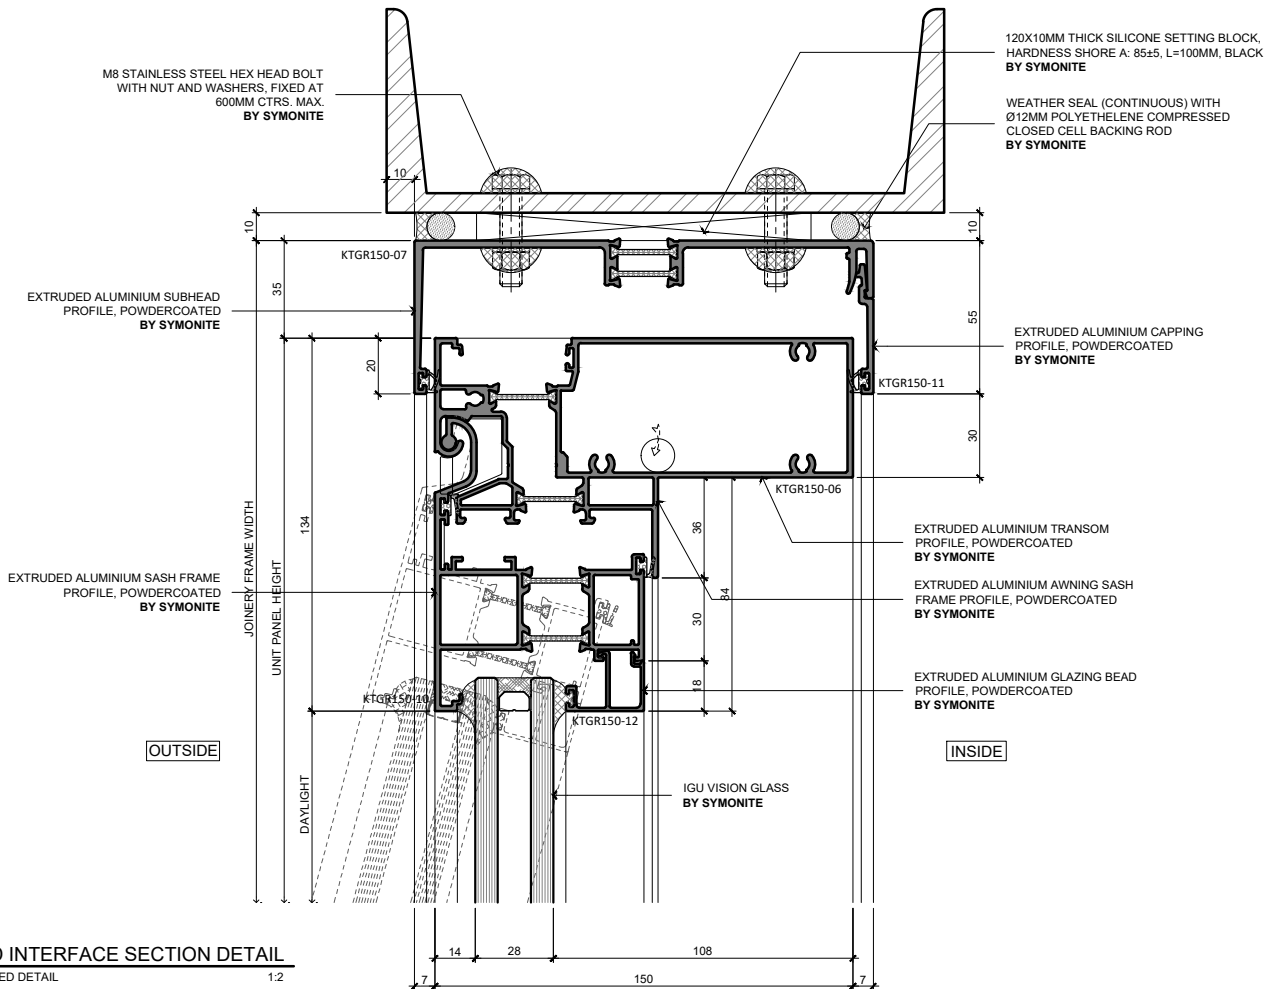 M8 STAINLESS STEEL HEX HEAD BOLT
WITH NUT AND WASHERS, FIXED AT
600MM CTRS. MAX.
BY SYMONITE
120X10MM THICK SILICONE SETTING BLOCK,
HARDNESS SHORE A: 85±5, L=100MM, BLACK
BY SYMONITE
WEATHER SEAL (CONTINUOUS) WITH
Ø12MM POLYETHELENE COMPRESSED
CLOSED CELL BACKING ROD
BY SYMONITE
10
10
10
KTGR150-07
35
55
EXTRUDED ALUMINIUM SUBHEAD
PROFILE, POWDERCOATED
BY SYMONITE
EXTRUDED ALUMINIUM CAPPING
PROFILE, POWDERCOATED
BY SYMONITE
20
KTGR150-11
30
KTGR150-06
134
JOINERY FRAME WIDTH
UNIT PANEL HEIGHT
36
84
30
18
EXTRUDED ALUMINIUM TRANSOM
PROFILE, POWDERCOATED
BY SYMONITE
EXTRUDED ALUMINIUM SASH FRAME
PROFILE, POWDERCOATED
BY SYMONITE
EXTRUDED ALUMINIUM AWNING SASH
FRAME PROFILE, POWDERCOATED
BY SYMONITE
EXTRUDED ALUMINIUM GLAZING BEAD
PROFILE, POWDERCOATED
BY SYMONITE
KTGR150-10
KTGR150-12
OUTSIDE
INSIDE
DAYLIGHT
IGU VISION GLASS
BY SYMONITE
INTERFACE SECTION DETAIL
ED DETAIL
1:2
14
28
108
7
150
7